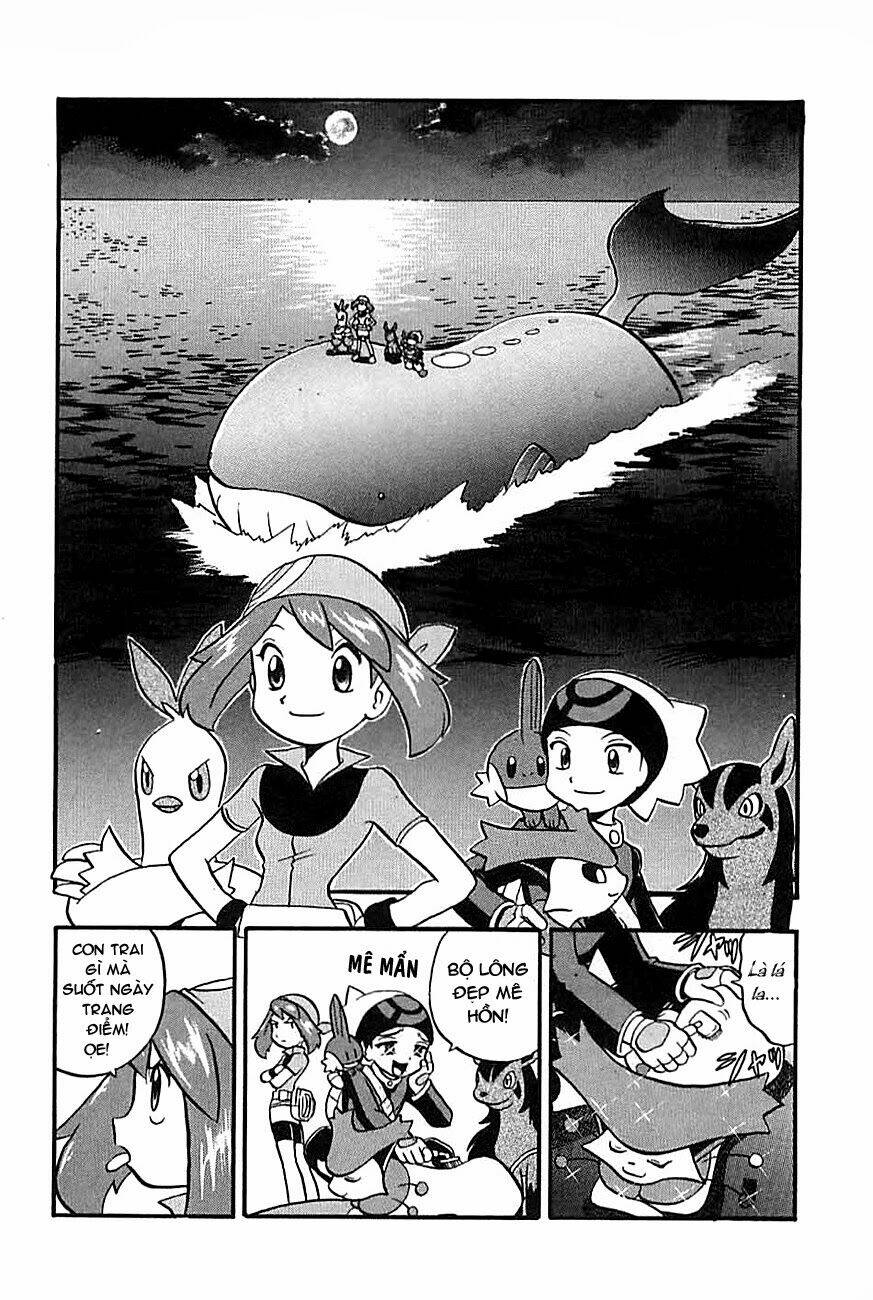 Là lá
la...
BỘ LÔNG
ĐẸP MÊ
HỒN!
MÊ MẨN
CON TRAI
GÌ MÀ
SUỐT NGÀY
TRANG
ĐIỂM!
ỌE!